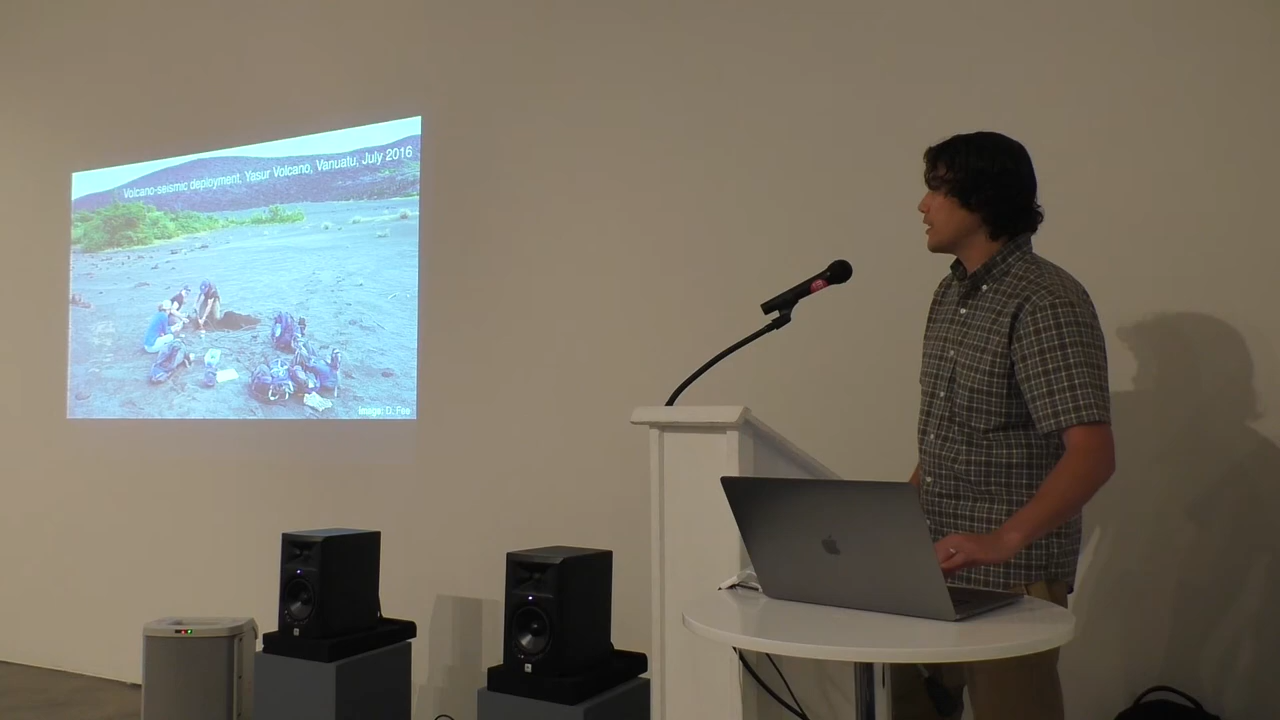 Volcano-seismic deployment, Yasur Volcano, Vanuatu, July 2016
Image: D. Fee